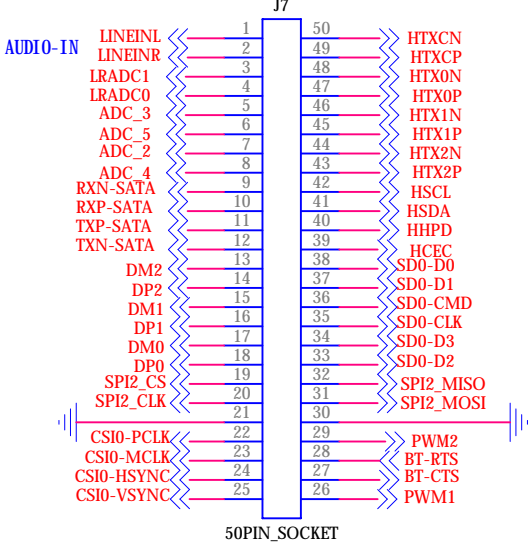 J7
LINEINL 1 50 HTXCN
AUDIO-IN LINEINR 2 49 HTXCP
LRADC1 3 48 HTX0N
LRADC0 4 47 HTX0P
ADC_3 5 46 HTX1N
ADC_5 6 45 HTX1P
ADC_2 7 44 HTX2N
ADC_4 8 43 HTX2P
RXN-SATA 9 42 HSCL
RXP-SATA 10 41 HSDA
TXP-SATA 11 40 HHPD
TXN-SATA 12 39 HCEC
DM2 13 38 SD0-D0
DP2 14 37 SD0-D1
DM1 15 36 SD0-CMD
DP1 16 35 SD0-CLK
DM0 17 34 SD0-D3
DP0 18 33 SD0-D2
SPI2_CS 19 32 SPI2_MISO
SPI2_CLK 20 31 SPI2_MOSI
21 30
CSI0-PCLK 22 29 PWM2
CSI0-MCLK 23 28 BT-RTS
CSI0-HSYNC 24 27 BT-CTS
CSI0-VSYNC 25 26 PWM1
50PIN_SOCKET